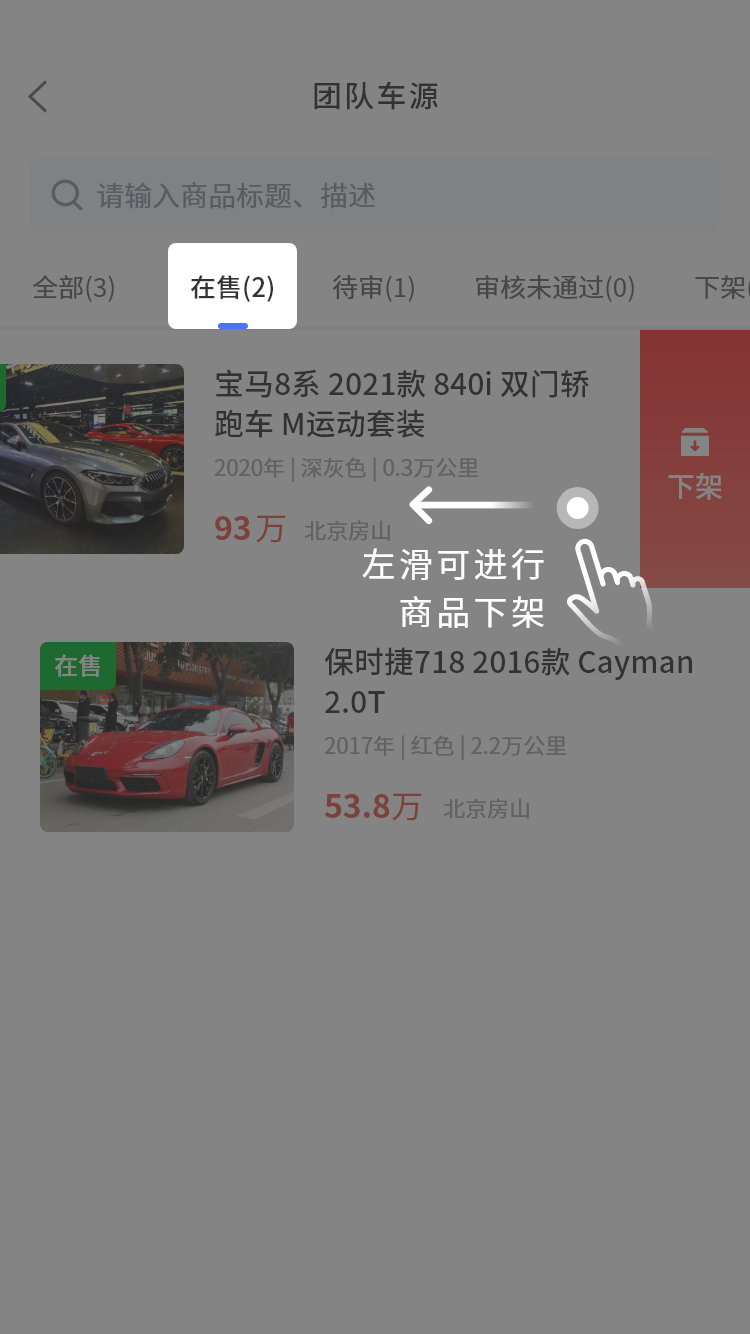 团队车源
请输入商品标题、描述
全部(3) 在售(2) 待审(1) 审核未通过(0) 下架(
宝马8系 2021款 840i 双门轿
跑车 M运动套装
2020年 | 深灰色 | 0.3万公里
93万 北京房山
下架
左滑可进行
商品下架
在售
保时捷718 2016款 Cayman
2.0T
2017年 | 红色 | 2.2万公里
53.8万 北京房山